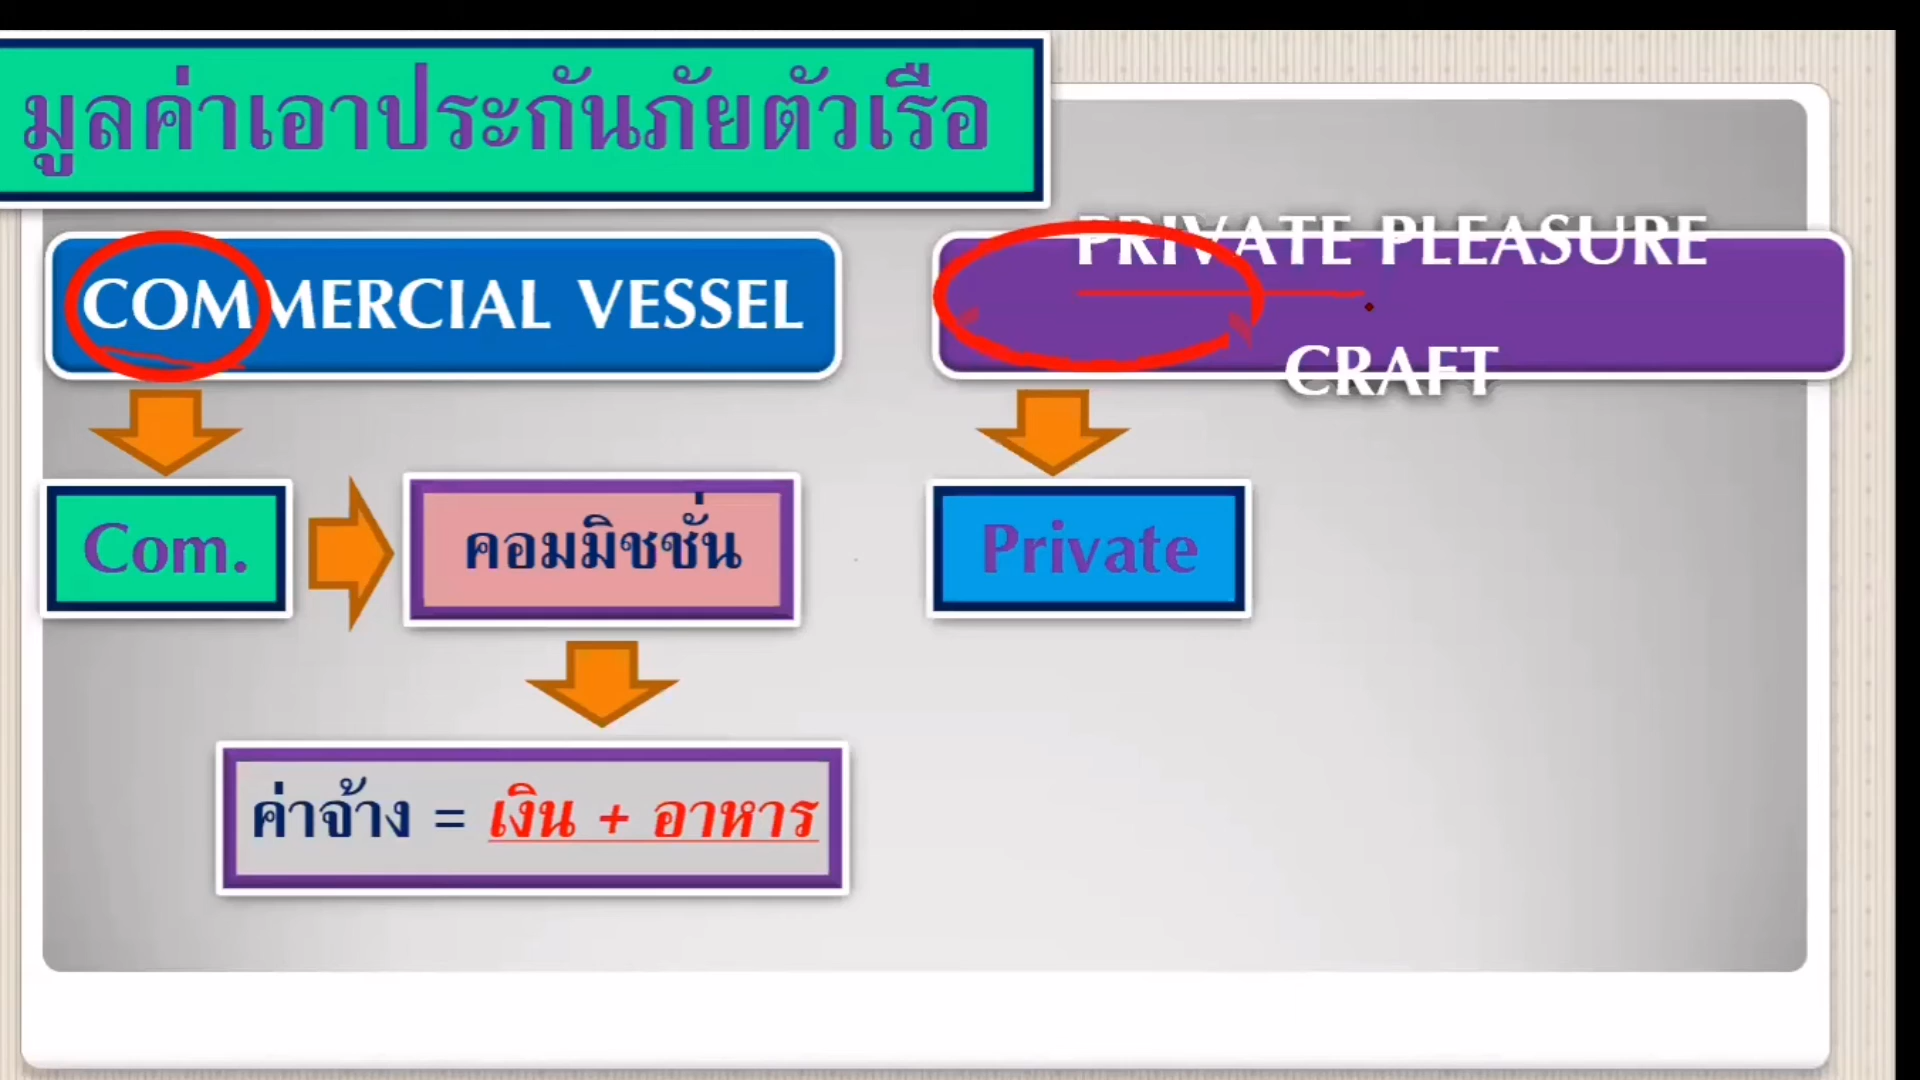 มูลค่าเอาประกันภัยตัวเรือ
COMMERCIAL VESSEL
PRIVATE PLEASURE
CRAFT
Com.
คอมมิชชั่น
Private
ค่าจ้าง = เงิน + อาหาร